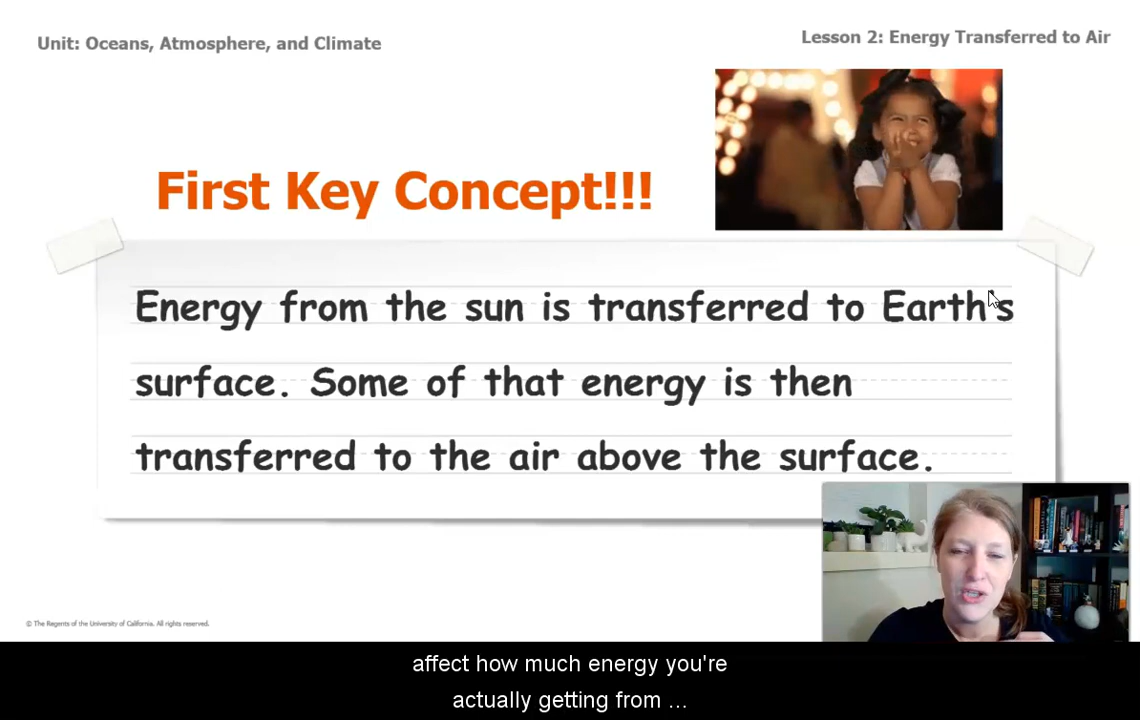 Unit: Oceans, Atmosphere, and Climate
Lesson 2: Energy Transferred to Air
First Key Concept!!!
Energy from the sun is transferred to Earth's
surface. Some of that energy is then
transferred to the air above the surface.
© The Regents of the University of California. All rights reserved.
affect how much energy you're
actually getting from ...